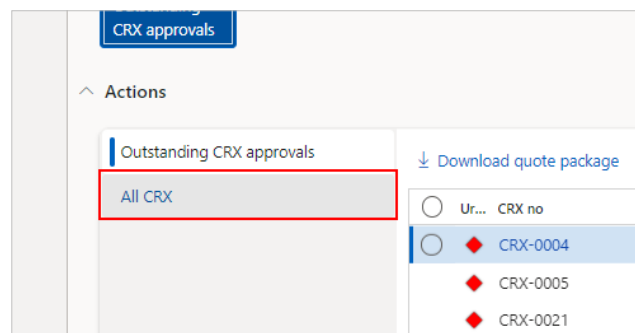 CRX approvals
Actions
Outstanding CRX approvals
All CRX
Download quote package
Ur... CRX no
CRX-0004
CRX-0005
CRX-0021